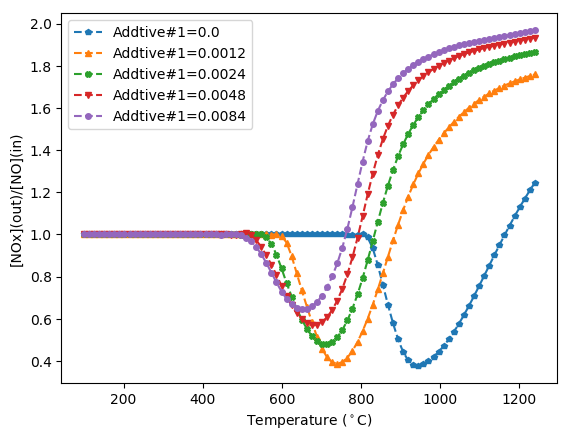 Addtive#1=0.0
Addtive#1=0.0012
Addtive#1=0.0024
Addtive#1=0.0048
Addtive#1=0.0084
2.0
1.8
1.6
1.4
1.2
1.0
0.8
0.6
0.4
[NOx](out)/[NO](in)
200 400 600 800 1000 1200
Temperature (°C)